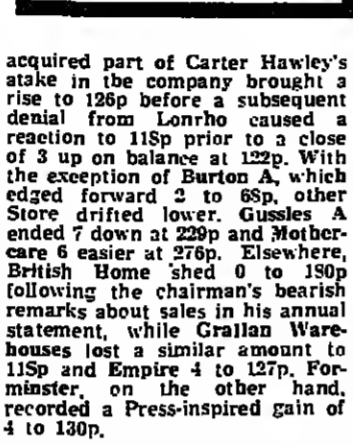 acquired part of Carter Hawley's
atake in tbe company brought a
rise to 126p before a subsequent
denial from Lonrho caused a
reaction to 11Sp prior to a close
of 3 up on balance at 122p. With
the exception of Burton A, which
edged forward 2 to 6Sp, other
Store drifted lower. Gussles A
ended 7 down at 229p and Mother-
care 6 easier at 276p. Elsewhere,
British Home shed 0 to 1S0p
following the chairman's bearish
remarks about sales in his annual
statement, while Grallan Ware-
houses lost a similar amount to
11Sp and Empire 4 to 127p. For-
minster, on the other hand,
recorded a Press-inspired gain of
4 to 130p.